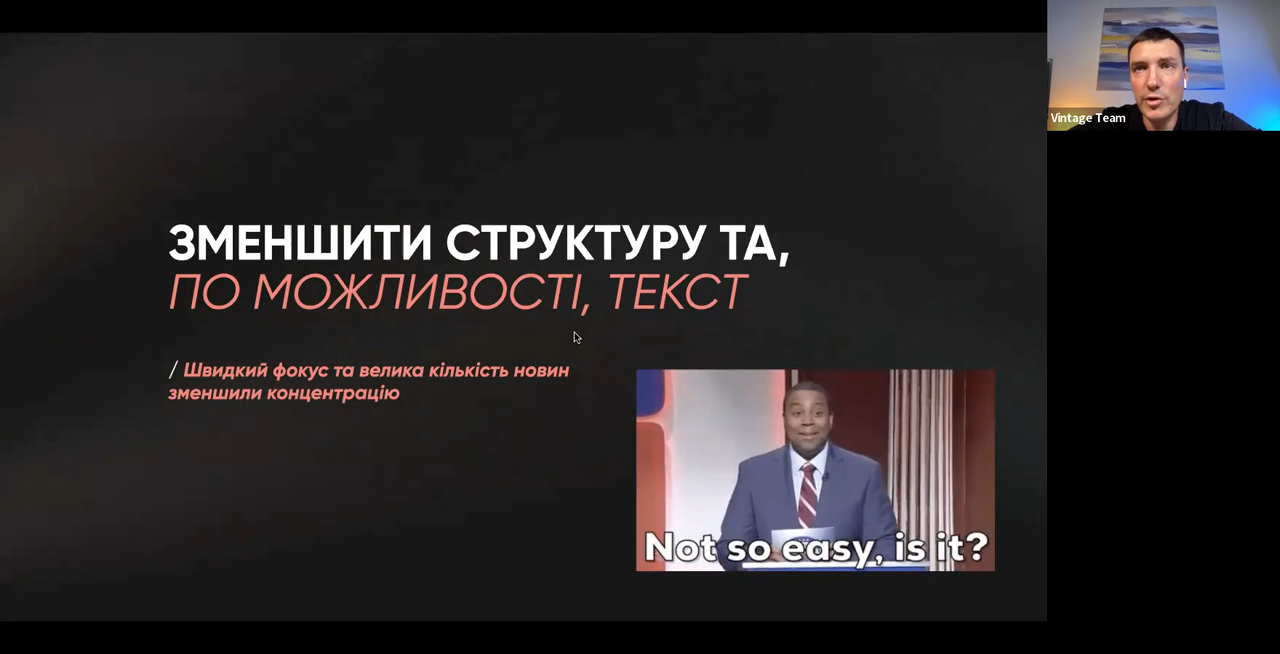 ЗМЕНШИТИ СТРУКТУРУ ТА,
ПО МОЖЛИВОСТІ, ТЕКСТ
/ Швидкий фокус та велика кількість новин
зменшили концентрацію
Not so easy, is it?
Vintage Team